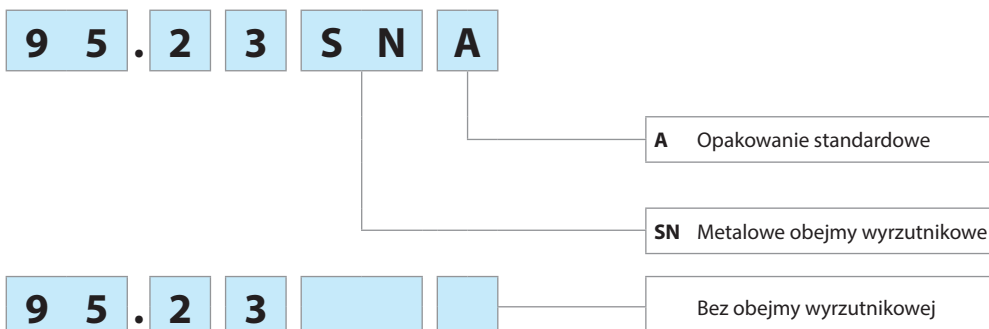 9 5 . 2 3 S N A
A Opakowanie standardowe
SN Metalowe obejmy wyrzutnikowe
9 5 . 2 3
Bez obejmy wyrzutnikowej